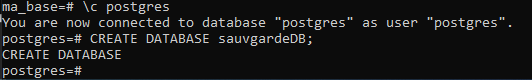 ma_base=# \c postgres
You are now connected to database "postgres" as user "postgres".
postgres=# CREATE DATABASE sauvgardeDB;
CREATE DATABASE
postgres=#